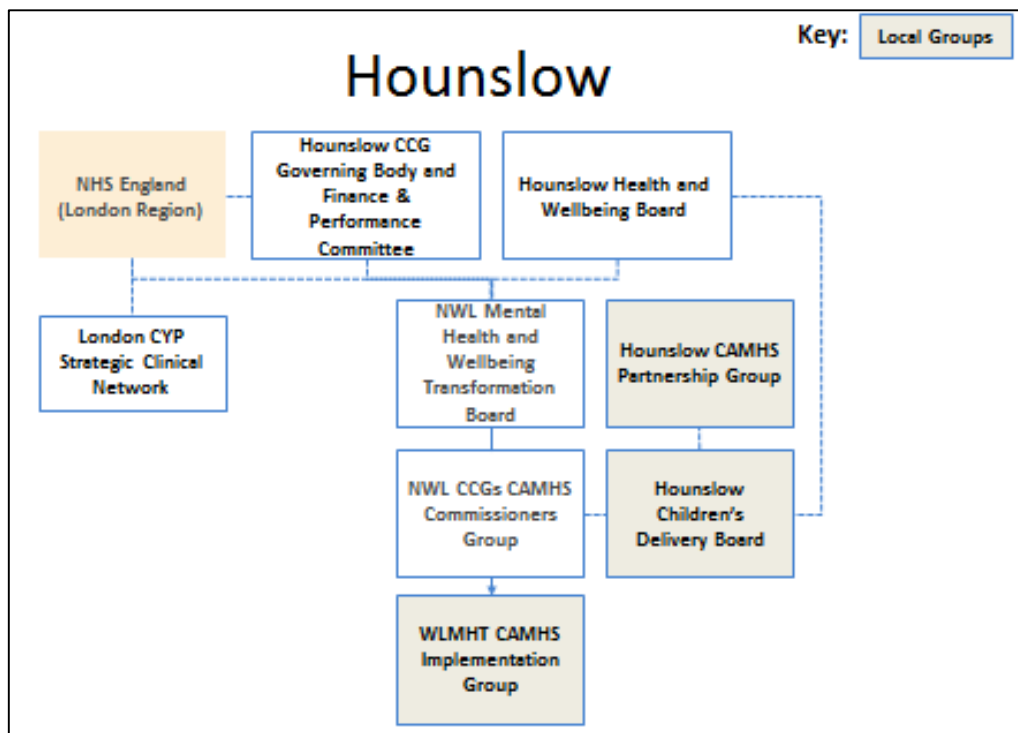 Key:
Local Groups
Hounslow
NHS England
(London Region)
Hounslow CCG
Governing Body and
Finance &
Performance
Committee
Hounslow Health and
Wellbeing Board
London CYP
Strategic Clinical
Network
NWL Mental
Health and
Wellbeing
Transformation
Board
Hounslow CAMHS
Partnership Group
NWL CCGs CAMHS
Commissioners
Group
Hounslow
Children's
Delivery Board
WLMHT CAMHS
Implementation
Group